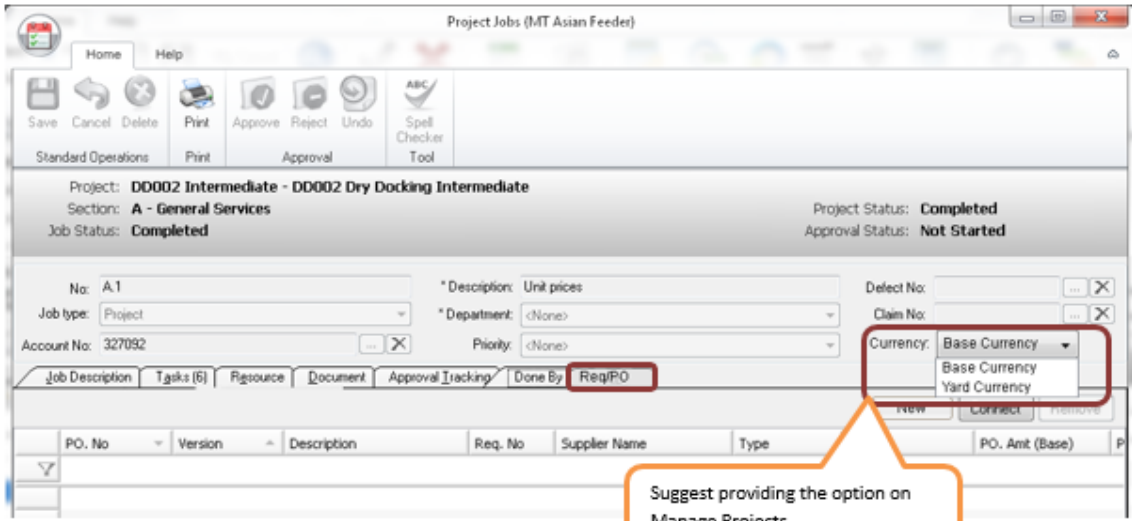 Project Jobs (MT Asian Feeder)
Home Help
Save Cancel Delete Print Approve Reject Undo ABC Spell Checker
Standard Operations Print Approval Tool
Project: DD002 Intermediate - DD002 Dry Docking Intermediate
Section: A - General Services Project Status: Completed
Job Status: Completed Approval Status: Not Started
No: A.1 * Description: Unit prices Defect No: ...
Job type: Project * Department: <None> Claim No: ...
Account No: 327092 ... Priority: <None> Currency: Base Currency
Base Currency
Yard Currency
Job Description Tasks (6) Resource Document Approval Tracking Done By Req/PO
New Connect Remove
PO. No Version Description Req. No Supplier Name Type PO. Amt (Base) P
Suggest providing the option on
Manage Projects